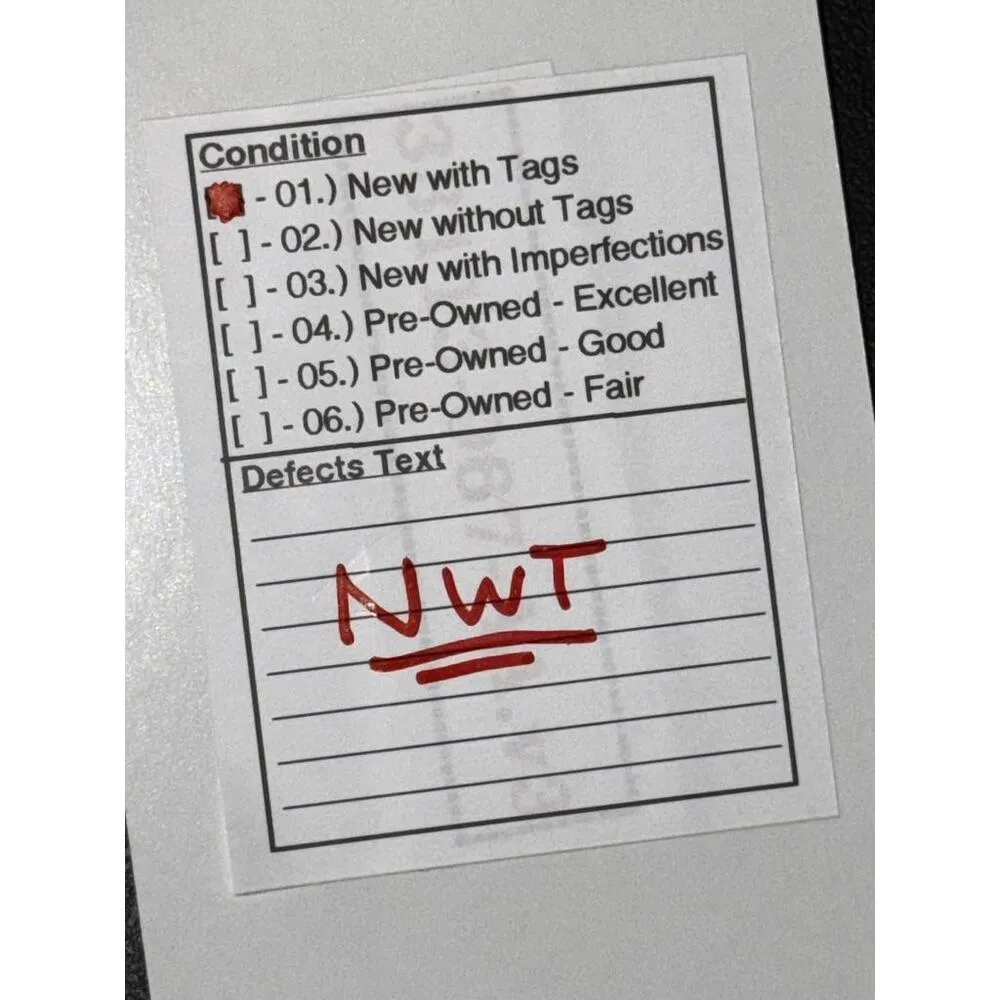 Condition
- 01.) New with Tags
[ ] - 02.) New without Tags
[ ] - 03.) New with Imperfections
[ ] - 04.) Pre-Owned - Excellent
[ ] - 05.) Pre-Owned - Good
[ ] - 06.) Pre-Owned - Fair
Defects Text
NWT